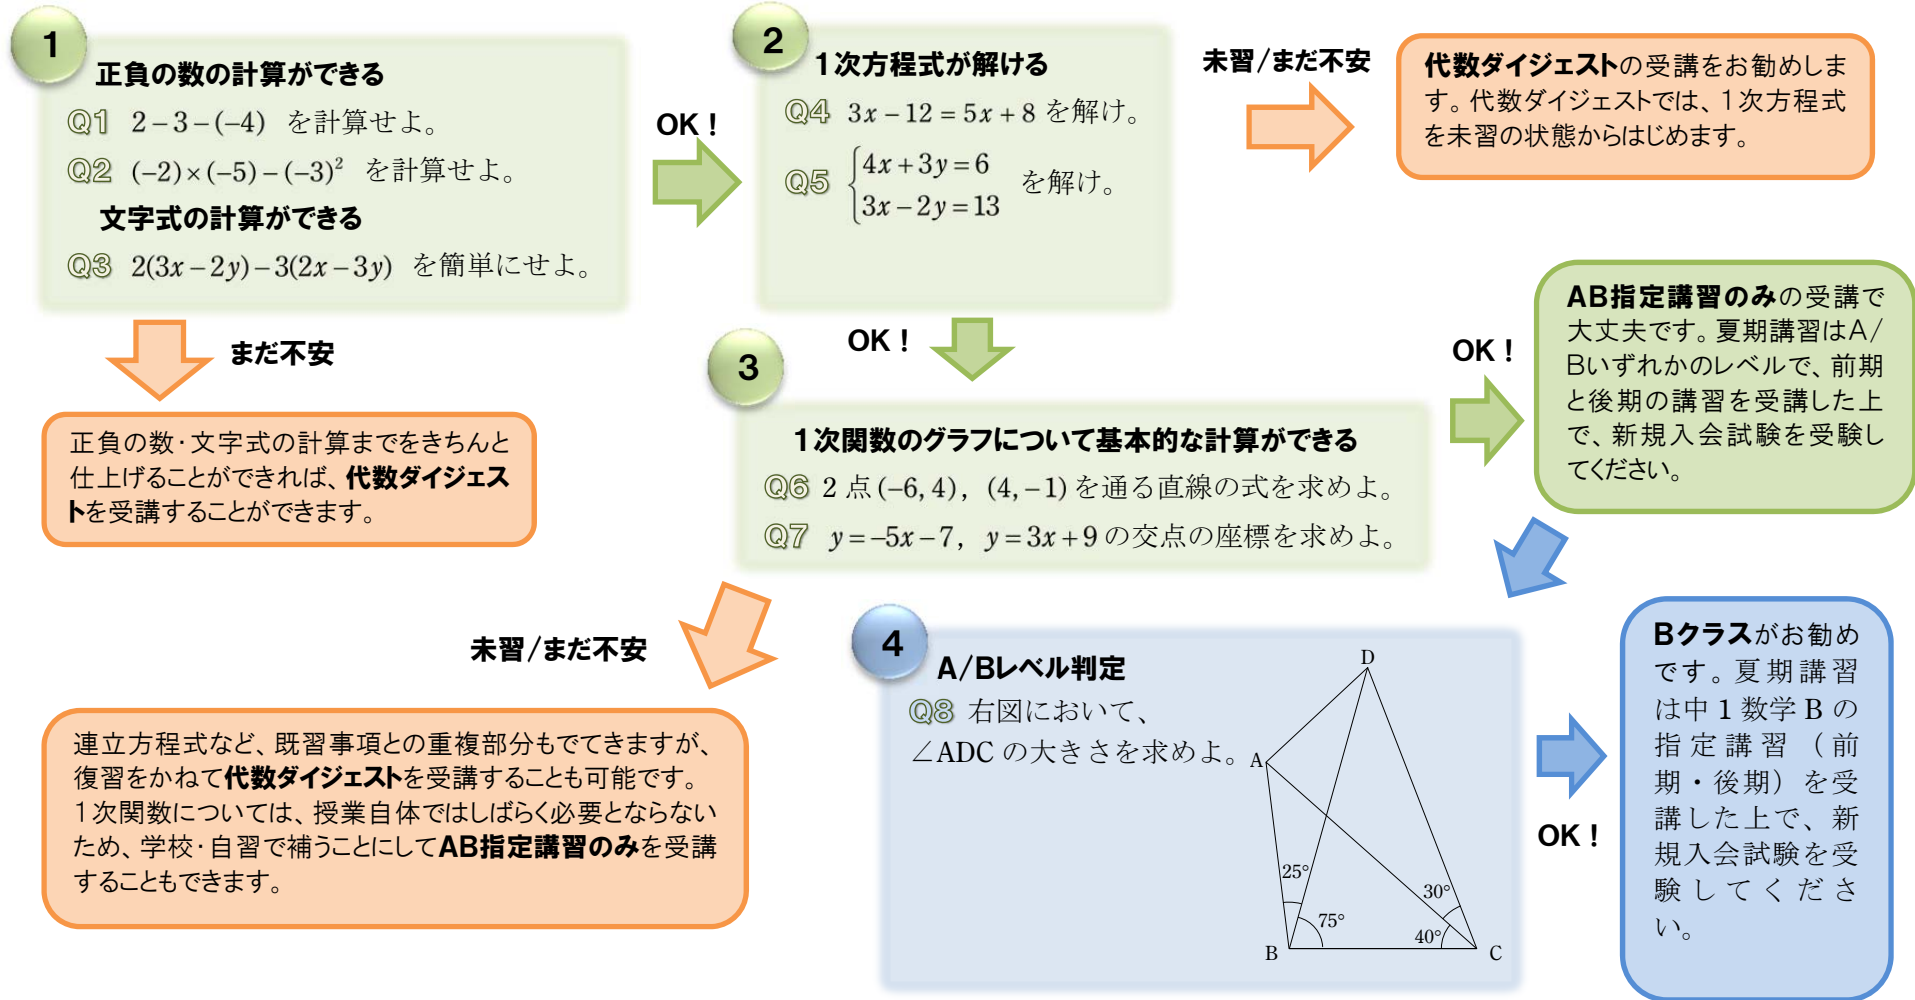 1
正負の数の計算ができる
Q1 2－3－(－4) を計算せよ。
Q2 (－2)×(－5)－(－3)² を計算せよ。
文字式の計算ができる
Q3 2(3x－2y)－3(2x－3y) を簡単にせよ。
OK！
まだ不安
正負の数・文字式の計算までをきちんと
仕上げることができれば、代数ダイジェス
トを受講することができます。
2
1次方程式が解ける
Q4 3x－12＝5x＋8 を解け。
Q5 { 4x＋3y＝6
3x－2y＝13 を解け。
未習/まだ不安
代数ダイジェストの受講をお勧めしま
す。代数ダイジェストでは、1次方程式
を未習の状態からはじめます。
OK！
3
1次関数のグラフについて基本的な計算ができる
Q6 2点(－6, 4), (4,－1)を通る直線の式を求めよ。
Q7 y＝－5x－7, y＝3x＋9の交点の座標を求めよ。
OK！
AB指定講習のみの受講で
大丈夫です。夏期講習はA/
Bいずれかのレベルで、前期
と後期の講習を受講した上
で、新規入会試験を受験し
てください。
未習/まだ不安
連立方程式など、既習事項との重複部分もでてきますが、
復習をかねて代数ダイジェストを受講することも可能です。
1次関数については、授業自体ではしばらく必要とならない
ため、学校・自習で補うことにしてAB指定講習のみを受講
することもできます。
4
A/Bレベル判定
Q8 右図において、
∠ADC の大きさを求めよ。
D
A
25°
30°
75°
40°
B
C
OK！
Bクラスがお勧め
です。夏期講習
は中1数学Bの
指定講習（前
期・後期）を受
講した上で、新
規入会試験を受
験してくださ
い。